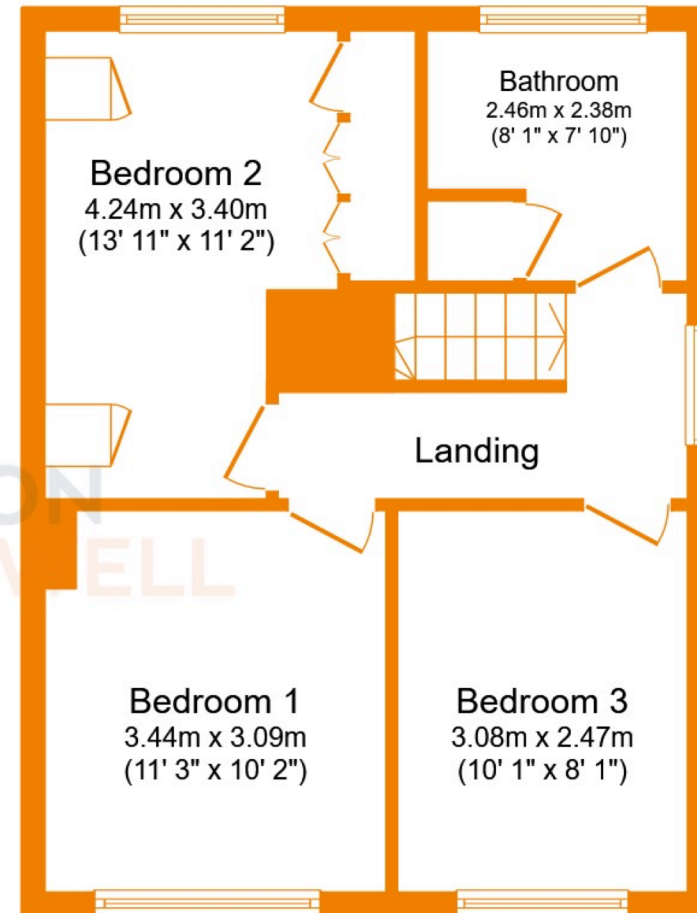 Bathroom
2.46m x 2.38m
(8' 1" x 7' 10")
Bedroom 2
4.24m x 3.40m
(13' 11" x 11' 2")
Landing
ON
WELL
Bedroom 1
3.44m x 3.09m
(11' 3" x 10' 2")
Bedroom 3
3.08m x 2.47m
(10' 1" x 8' 1")